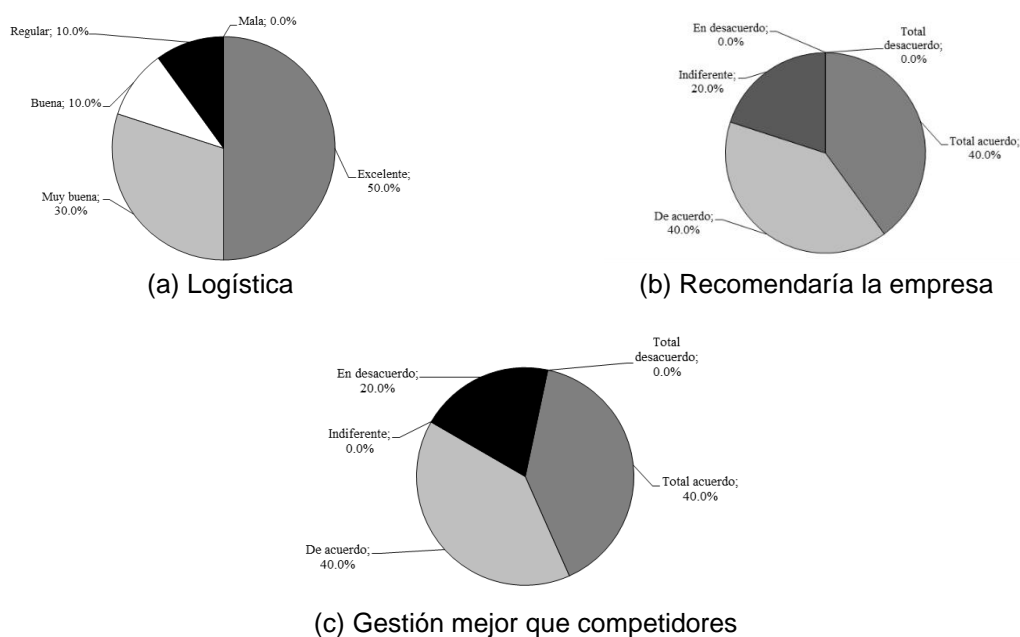 Mala; 0.0%
Regular; 10.0%
Buena; 10.0%
Muy buena;
30.0%
Excelente;
50.0%
(a) Logística
En desacuerdo;
0.0%
Total
desacuerdo;
0.0%
Indiferente;
20.0%
Total acuerdo;
40.0%
De acuerdo;
40.0%
(b) Recomendaría la empresa
Total
desacuerdo;
0.0%
En desacuerdo;
20.0%
Indiferente;
0.0%
Total acuerdo;
40.0%
De acuerdo;
40.0%
(c) Gestión mejor que competidores